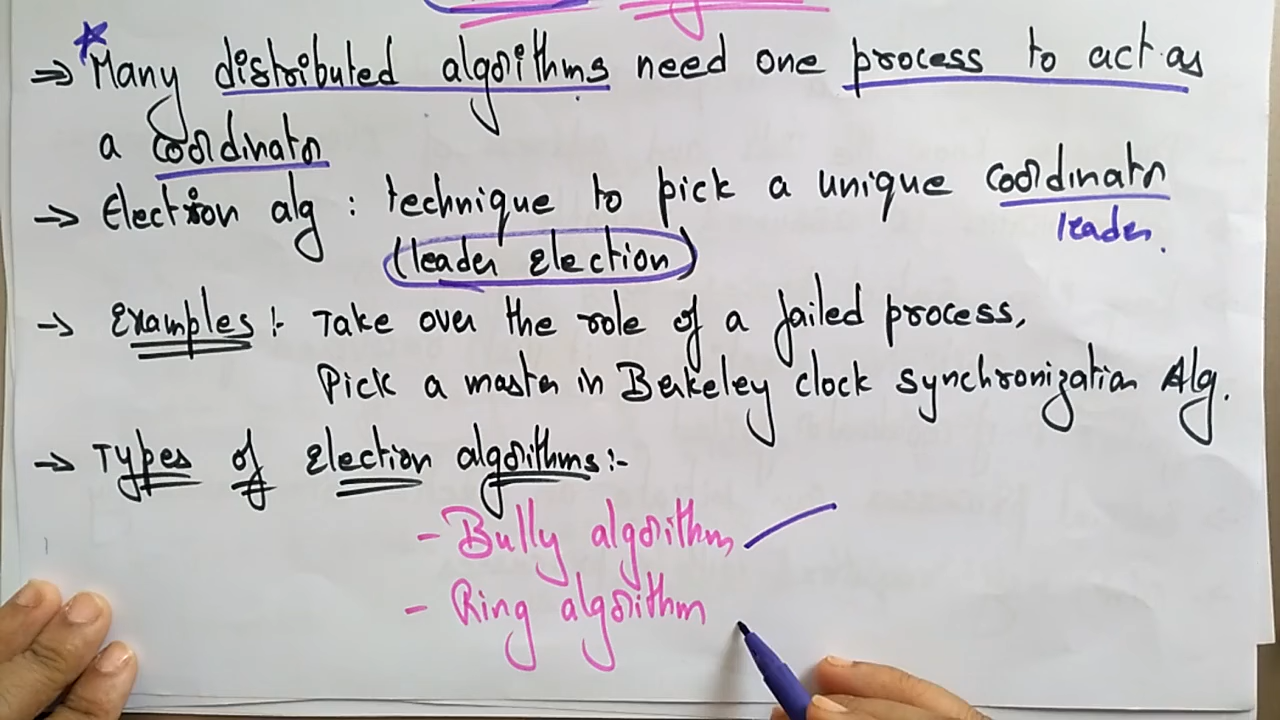 ⇒ Many distributed algorithms need one process to act as
a coordinator
→ Election alg : technique to pick a unique coordinator
(leader election) leader.
→ Examples :- Take over the role of a failed process,
Pick a master in Berkeley clock synchronization Alg.
→ Types of Election algorithms :-
- Bully algorithm
- Ring algorithm